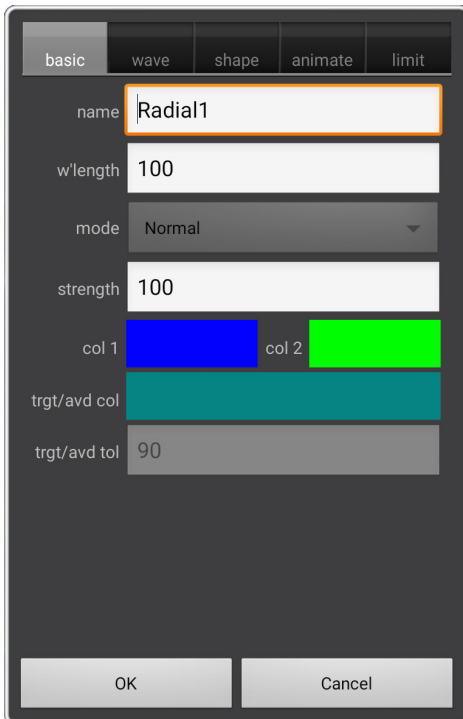 basic wave shape animate limit
name Radial1
w'length 100
mode Normal
strength 100
col 1 col 2
trgt/avd col
trgt/avd tol 90
OK Cancel